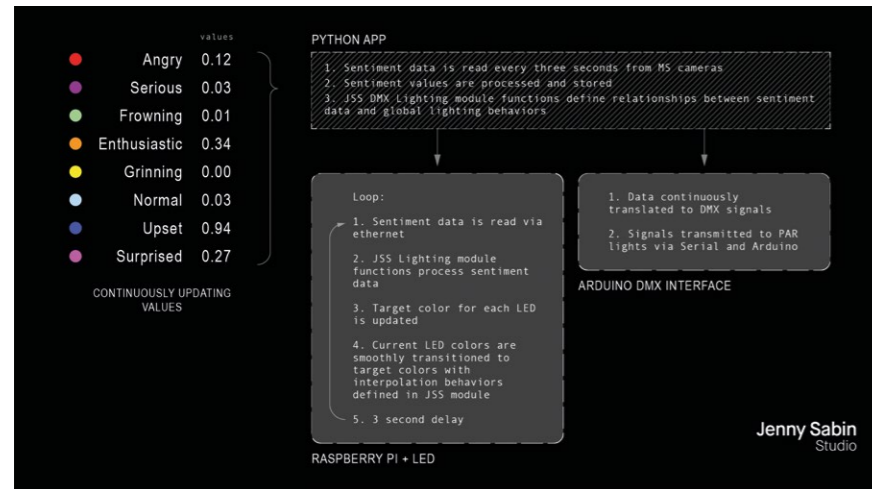 values
Angry 0.12
Serious 0.03
Frowning 0.01
Enthusiastic 0.34
Grinning 0.00
Normal 0.03
Upset 0.94
Surprised 0.27
CONTINUOUSLY UPDATING
VALUES
PYTHON APP
1. Sentiment data is read every three seconds from MS cameras
2. Sentiment values are processed and stored
3. JSS DMX Lighting module functions define relationships between sentiment
data and global lighting behaviors
Loop:
1. Sentiment data is read via
ethernet
2. JSS Lighting module
functions process sentiment
data
3. Target color for each LED
is updated
4. Current LED colors are
smoothly transitioned to
target colors with
interpolation behaviors
defined in JSS module
5. 3 second delay
RASPBERRY PI + LED
1. Data continuously
translated to DMX signals
2. Signals transmitted to PAR
lights via Serial and Arduino
ARDUINO DMX INTERFACE
Jenny Sabin
Studio